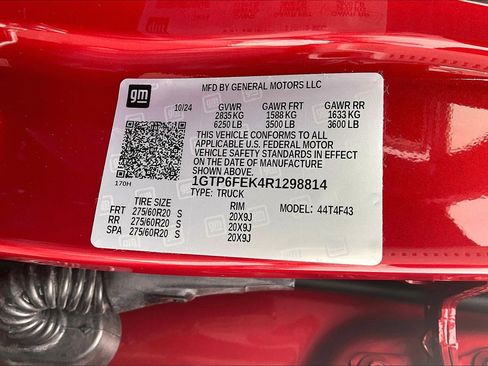 gm
MFD BY GENERAL MOTORS LLC
10/24 GVWR GAWR FRT GAWR RR
2835 KG 1588 KG 1633 KG
6250 LB 3500 LB 3600 LB
THIS VEHICLE CONFORMS TO ALL
APPLICABLE U.S. FEDERAL MOTOR
VEHICLE SAFETY STANDARDS IN EFFECT
ON THE DATE OF MANUFACTURE
SHOWN ABOVE.
170H 1GTP6FEK4R1298814
TYPE: TRUCK
TIRE SIZE RIM MODEL: 44T4F43
FRT 275/60R20 S 20X9J
RR 275/60R20 S 20X9J
SPA 275/60R20 S 20X9J